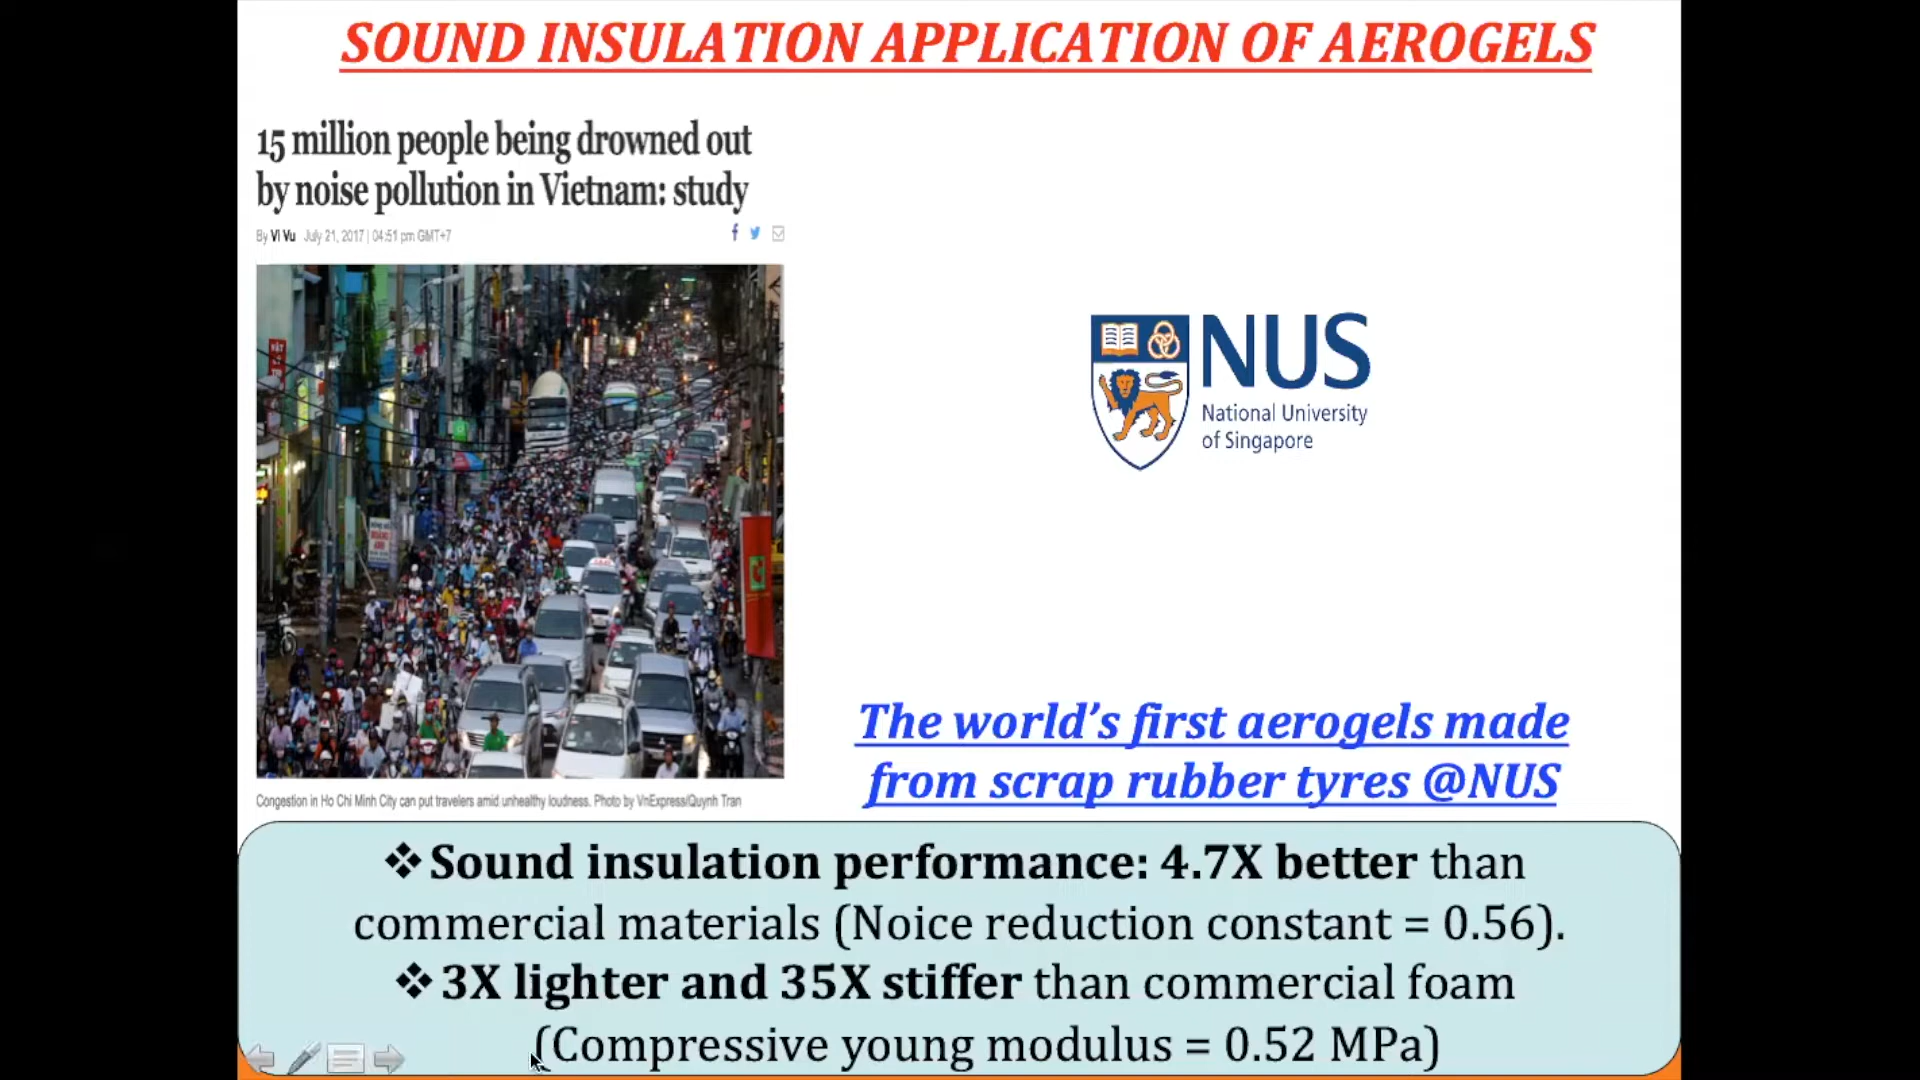 SOUND INSULATION APPLICATION OF AEROGELS
15 million people being drowned out
by noise pollution in Vietnam: study
By Vi Vu July 21, 2017 | 04:51 pm GMT+7
Congestion in Ho Chi Minh City can put travelers amid unhealthy loudness. Photo by VnExpress/Quynh Tran
NUS
National University
of Singapore
The world's first aerogels made
from scrap rubber tyres @NUS
❖Sound insulation performance: 4.7X better than
commercial materials (Noice reduction constant = 0.56).
❖3X lighter and 35X stiffer than commercial foam
(Compressive young modulus = 0.52 MPa)